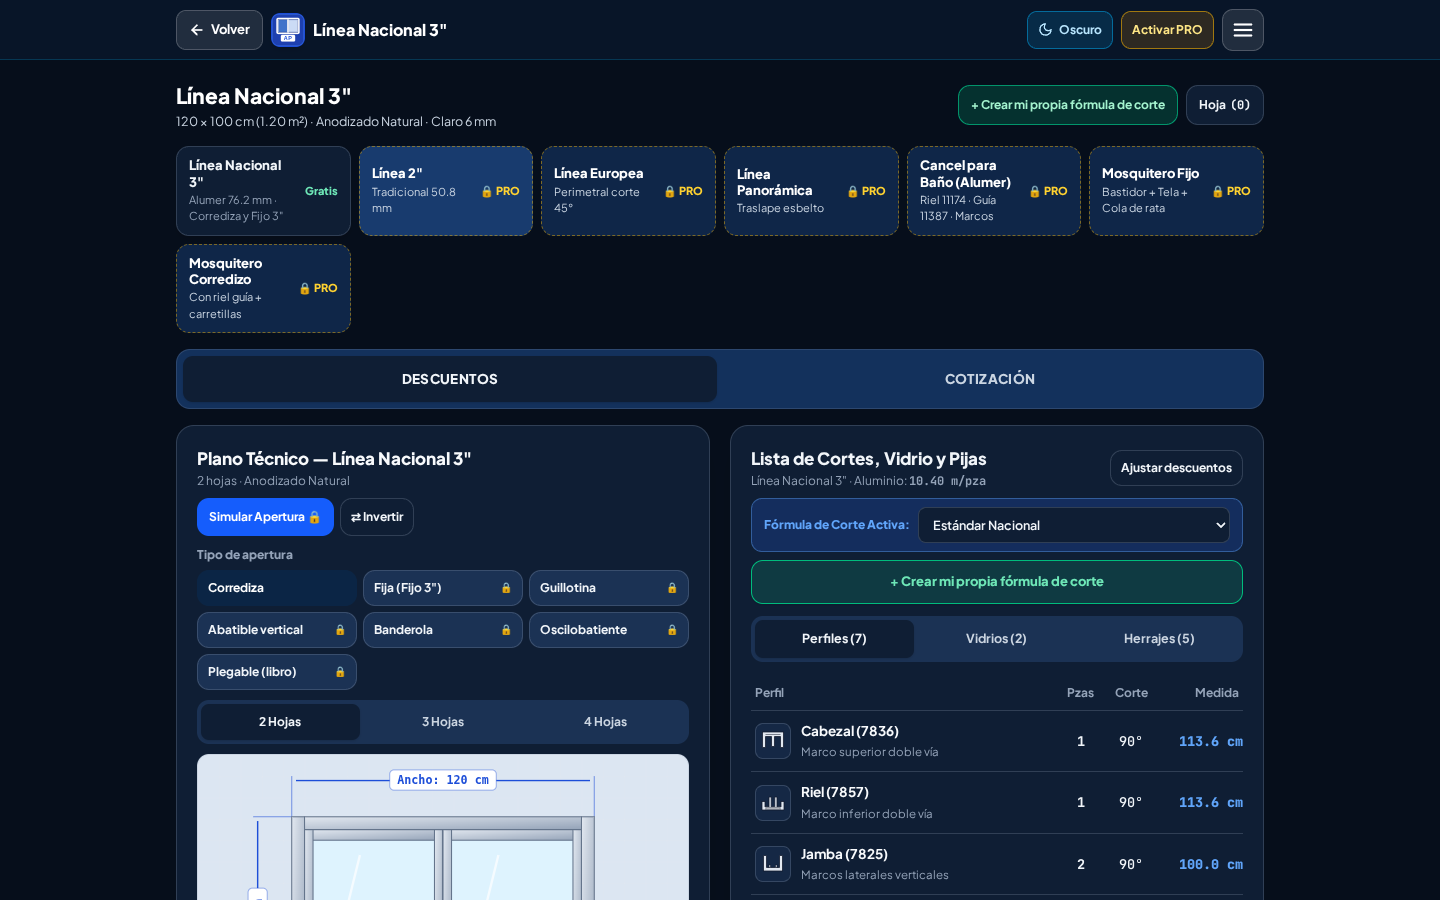 Volver
AP
Línea Nacional 3"
Oscuro
Activar PRO
Línea Nacional 3"
120 × 100 cm (1.20 m²) · Anodizado Natural · Claro 6 mm
+ Crear mi propia fórmula de corte
Hoja (0)
Línea Nacional
3"
Alumer 76.2 mm ·
Corrediza y Fijo 3"
Gratis
Línea 2"
Tradicional 50.8
mm
PRO
Línea Europea
Perimetral corte
45°
PRO
Línea
Panorámica
Traslape esbelto
PRO
Cancel para
Baño (Alumer)
Riel 11174 · Guía
11387 · Marcos
PRO
Mosquitero Fijo
Bastidor + Tela +
Cola de rata
PRO
Mosquitero
Corredizo
Con riel guía +
carretillas
PRO
DESCUENTOS
COTIZACIÓN
Plano Técnico — Línea Nacional 3"
2 hojas · Anodizado Natural
Simular Apertura
⇄ Invertir
Tipo de apertura
Corrediza
Fija (Fijo 3")
Guillotina
Abatible vertical
Banderola
Oscilobatiente
Plegable (libro)
2 Hojas
3 Hojas
4 Hojas
Ancho: 120 cm
Lista de Cortes, Vidrio y Pijas
Línea Nacional 3" · Aluminio: 10.40 m/pza
Ajustar descuentos
Fórmula de Corte Activa:
Estándar Nacional
+ Crear mi propia fórmula de corte
Perfiles (7)
Vidrios (2)
Herrajes (5)
Perfil
Pzas
Corte
Medida
Cabezal (7836)
Marco superior doble vía
1
90°
113.6 cm
Riel (7857)
Marco inferior doble vía
1
90°
113.6 cm
Jamba (7825)
Marcos laterales verticales
2
90°
100.0 cm